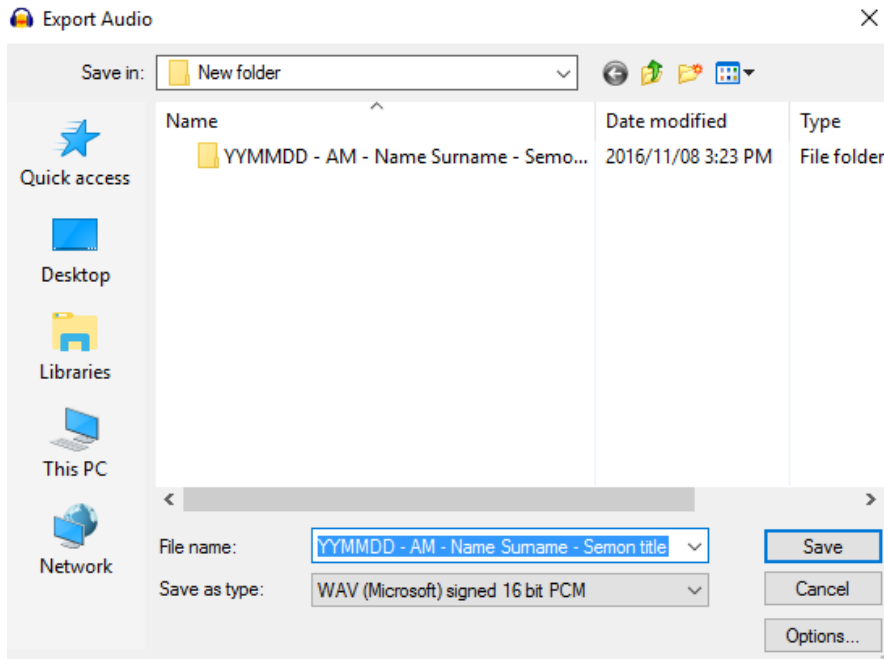 Export Audio
Save in: New folder
Name Date modified Type
YYMMDD - AM - Name Surname - Semo... 2016/11/08 3:23 PM File folder
Quick access
Desktop
Libraries
This PC
Network
File name: YYMMDD - AM - Name Surname - Semon title Save
Save as type: WAV (Microsoft) signed 16 bit PCM Cancel
Options...